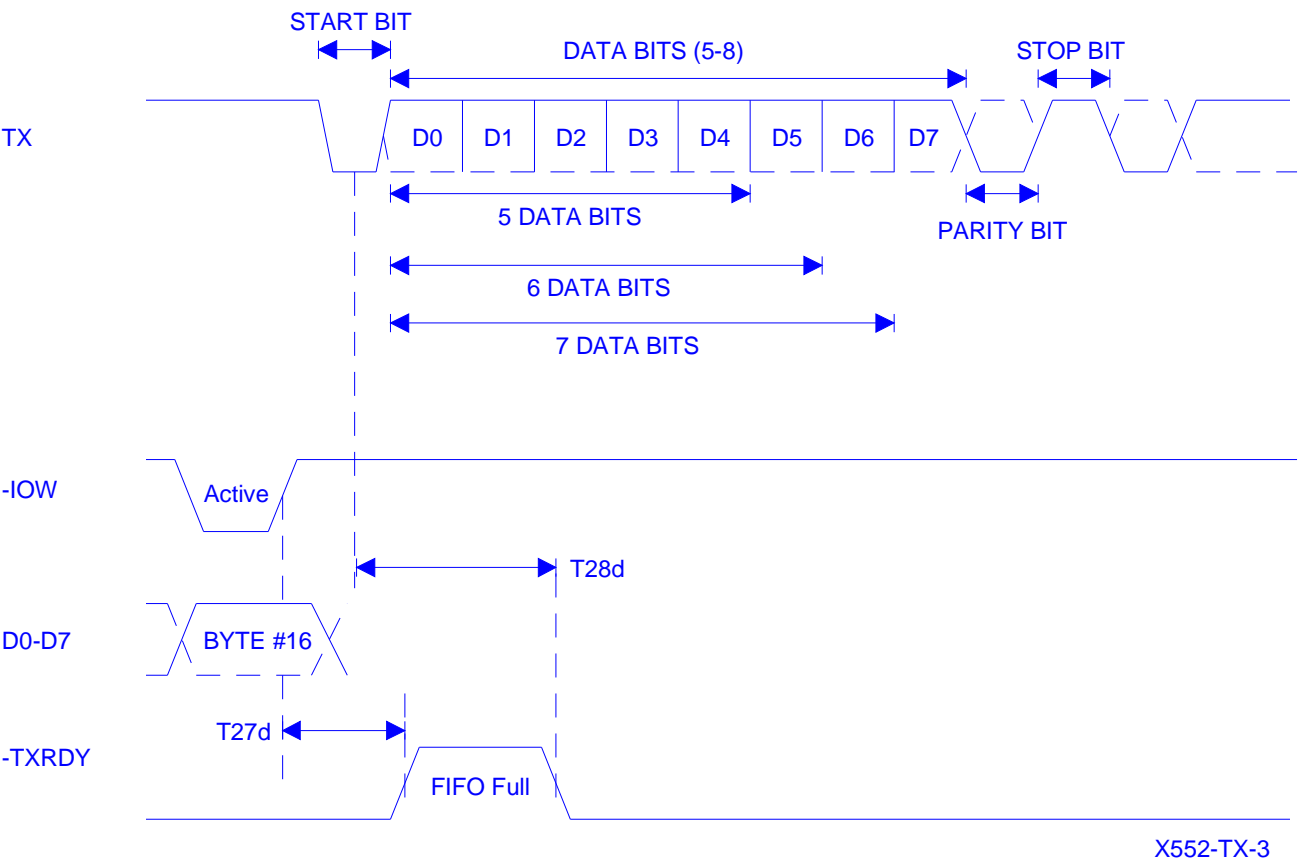 START BIT
DATA BITS (5-8)
STOP BIT
TX
D0
D1
D2
D3
D4
D5
D6
D7
5 DATA BITS
PARITY BIT
6 DATA BITS
7 DATA BITS
-IOW
Active
T28d
D0-D7
BYTE #16
T27d
-TXRDY
FIFO Full
X552-TX-3